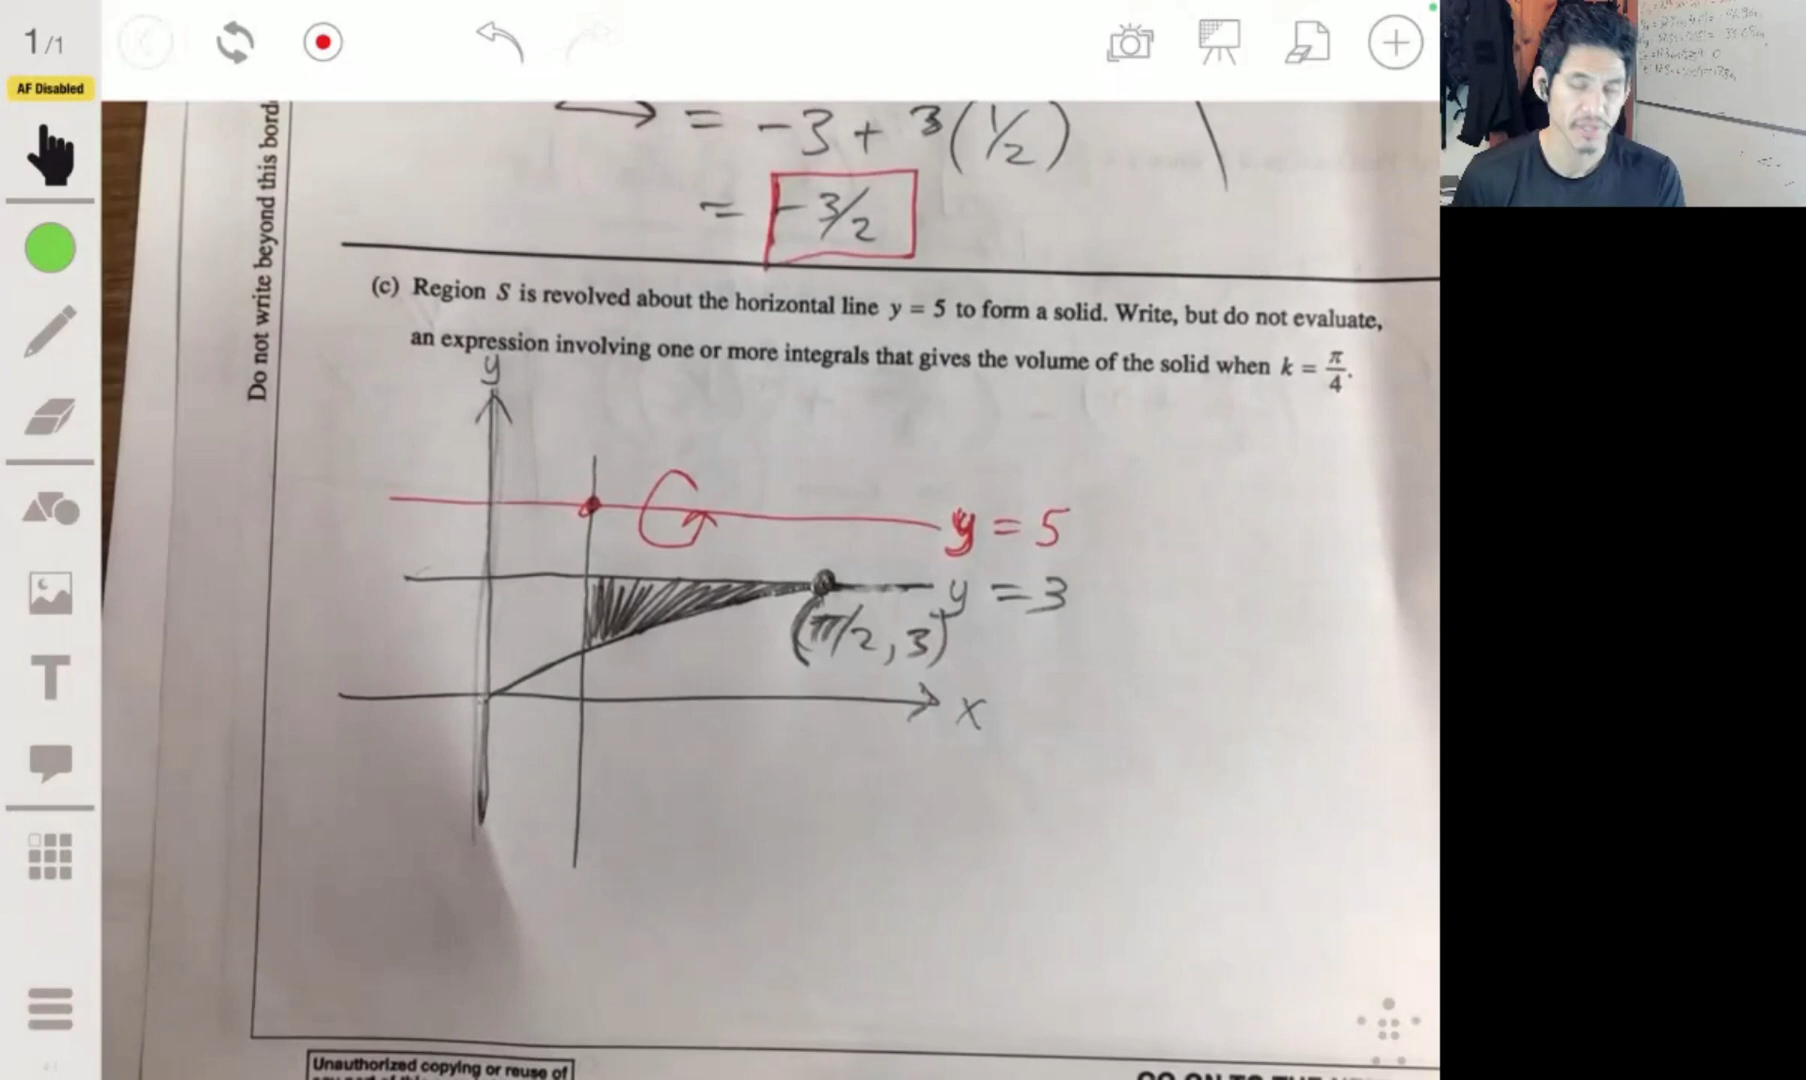 1/1
AF Disabled
Do not write beyond this bord
= -3 + 3(1/2)
= -3/2
(c) Region S is revolved about the horizontal line y = 5 to form a solid. Write, but do not evaluate,
an expression involving one or more integrals that gives the volume of the solid when k = π/4.
y
y = 5
y = 3
(π/2, 3)
x
T
Unauthorized copying or reuse of